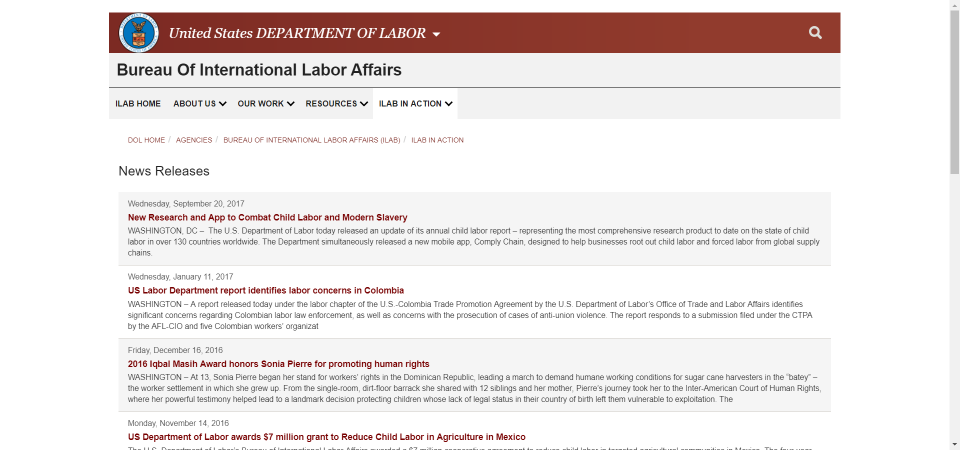 United States DEPARTMENT OF LABOR
Bureau Of International Labor Affairs
ILAB HOME ABOUT US OUR WORK RESOURCES ILAB IN ACTION
DOL HOME / AGENCIES / BUREAU OF INTERNATIONAL LABOR AFFAIRS (ILAB) / ILAB IN ACTION
News Releases
Wednesday, September 20, 2017
New Research and App to Combat Child Labor and Modern Slavery
WASHINGTON, DC – The U.S. Department of Labor today released an update of its annual child labor report – representing the most comprehensive research product to date on the state of child
labor in over 130 countries worldwide. The Department simultaneously released a new mobile app, Comply Chain, designed to help businesses root out child labor and forced labor from global supply
chains.
Wednesday, January 11, 2017
US Labor Department report identifies labor concerns in Colombia
WASHINGTON – A report released today under the labor chapter of the U.S.-Colombia Trade Promotion Agreement by the U.S. Department of Labor's Office of Trade and Labor Affairs identifies
significant concerns regarding Colombian labor law enforcement, as well as concerns with the prosecution of cases of anti-union violence. The report responds to a submission filed under the CTPA
by the AFL-CIO and five Colombian workers' organizat
Friday, December 16, 2016
2016 Iqbal Masih Award honors Sonia Pierre for promoting human rights
WASHINGTON – At 13, Sonia Pierre began her stand for workers' rights in the Dominican Republic, leading a march to demand humane working conditions for sugar cane harvesters in the "batey" –
the worker settlement in which she grew up. From the single-room, dirt-floor barrack she shared with 12 siblings and her mother, Pierre's journey took her to the Inter-American Court of Human Rights,
where her powerful testimony helped lead to a landmark decision protecting children whose lack of legal status in their country of birth left them vulnerable to exploitation. The
Monday, November 14, 2016
US Department of Labor awards $7 million grant to Reduce Child Labor in Agriculture in Mexico